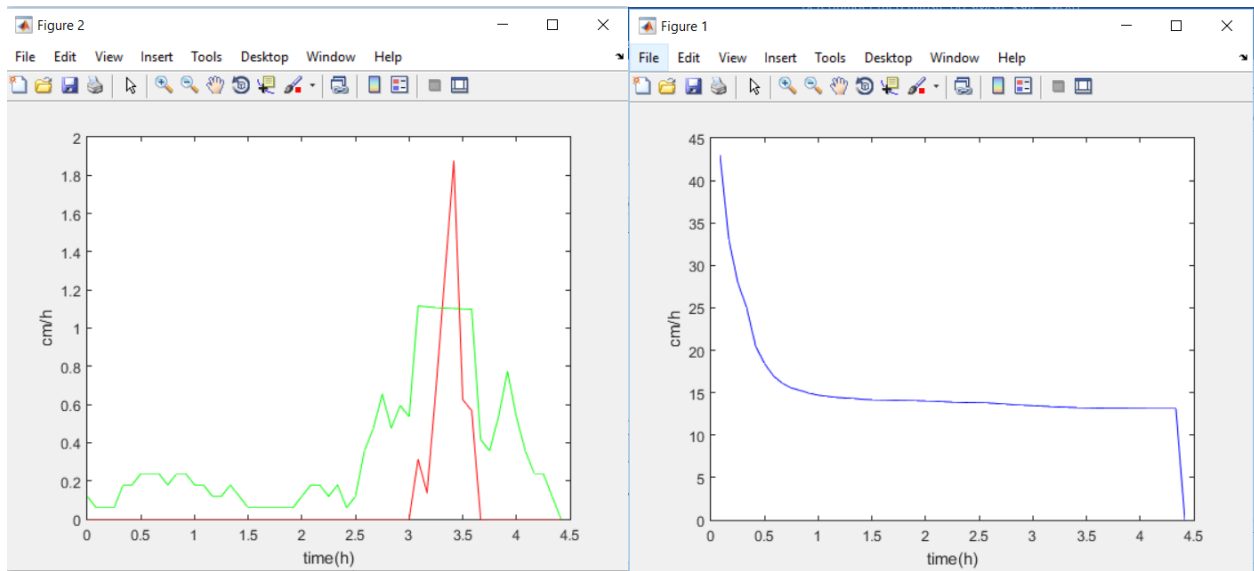 Figure 2
File Edit View Insert Tools Desktop Window Help
2
1.8
1.6
1.4
1.2
1
0.8
0.6
0.4
0.2
0
cm/h
0 0.5 1 1.5 2 2.5 3 3.5 4 4.5
time(h)
Figure 1
File Edit View Insert Tools Desktop Window Help
45
40
35
30
25
20
15
10
5
0
cm/h
0 0.5 1 1.5 2 2.5 3 3.5 4 4.5
time(h)